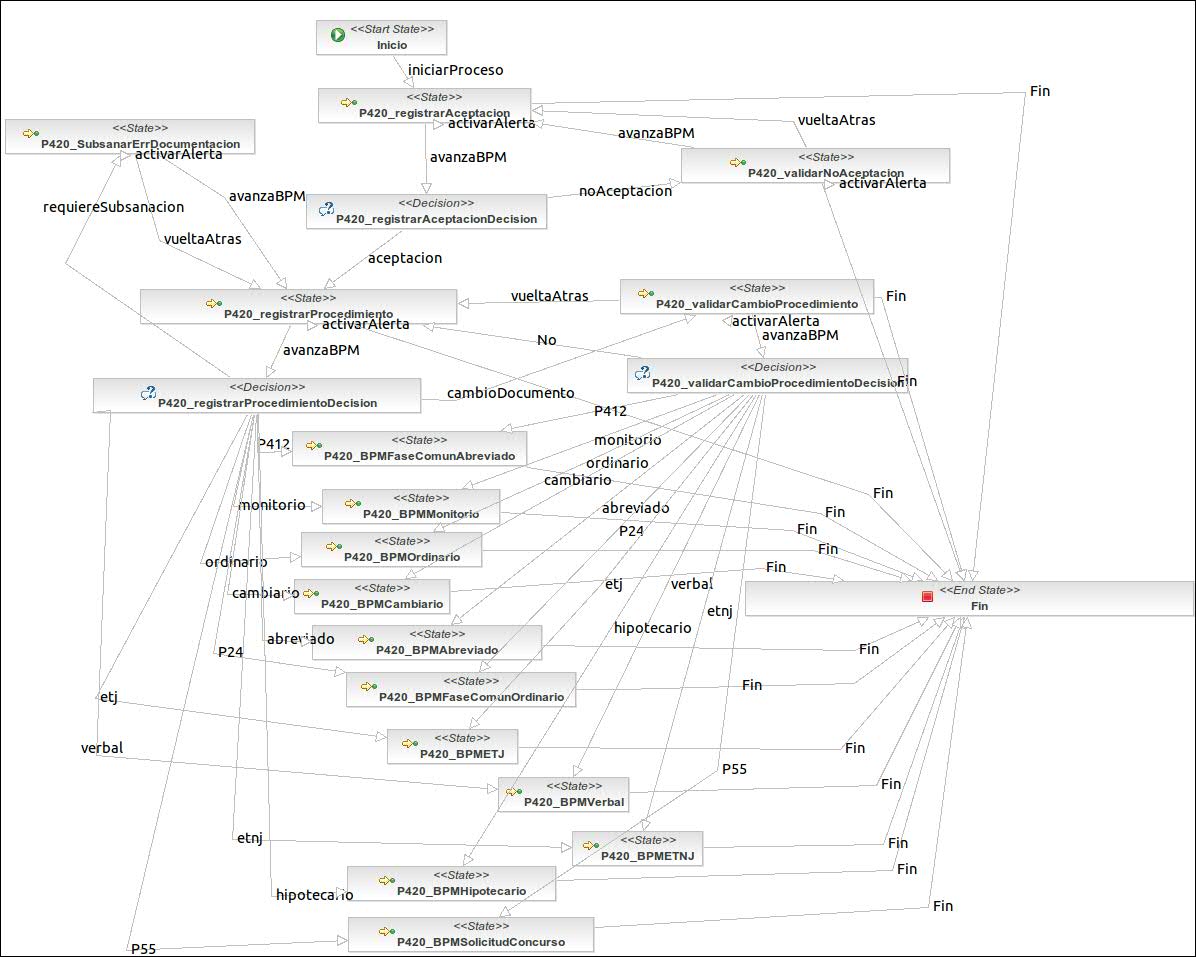 <<Start State>>
Inicio
iniciarProceso
Fin
<<State>>
P420_registrarAceptacion
activarAlerta
vueltaAtras
avanzaBPM
<<State>>
P420_SubsanarErrDocumentacion
activarAlerta
avanzaBPM
<<State>>
P420_validarNoAceptacion
activarAlerta
noAceptacion
avanzaBPM
requiereSubsanacion
<<Decision>>
P420_registrarAceptacionDecision
vueltaAtras
aceptacion
<<State>>
P420_registrarProcedimiento
activarAlerta
vueltaAtras
<<State>>
P420_validarCambioProcedimiento
Fin
activarAlerta
avanzaBPM
No
avanzaBPM
<<Decision>>
P420_validarCambioProcedimientoDecision
Fin
<<Decision>>
P420_registrarProcedimientoDecision
cambioDocumento
P412
P412
<<State>>
P420_BPMFaseComunAbreviado
monitorio
ordinario
cambiario
Fin
monitorio
<<State>>
P420_BPMMonitorio
abreviado
Fin
P24
Fin
<<State>>
P420_BPMOrdinario
Fin
ordinario
Fin
cambiario
<<State>>
P420_BPMCambiario
etj
verbal
<<End State>>
Fin
etnj
hipotecario
abreviado
<<State>>
P420_BPMAbreviado
Fin
P24
<<State>>
P420_BPMFaseComunOrdinario
Fin
etj
<<State>>
P420_BPMETJ
Fin
verbal
P55
<<State>>
P420_BPMVerbal
Fin
etnj
<<State>>
P420_BPMETNJ
Fin
Fin
<<State>>
P420_BPMHipotecario
hipotecario
Fin
<<State>>
P420_BPMSolicitudConcurso
P55